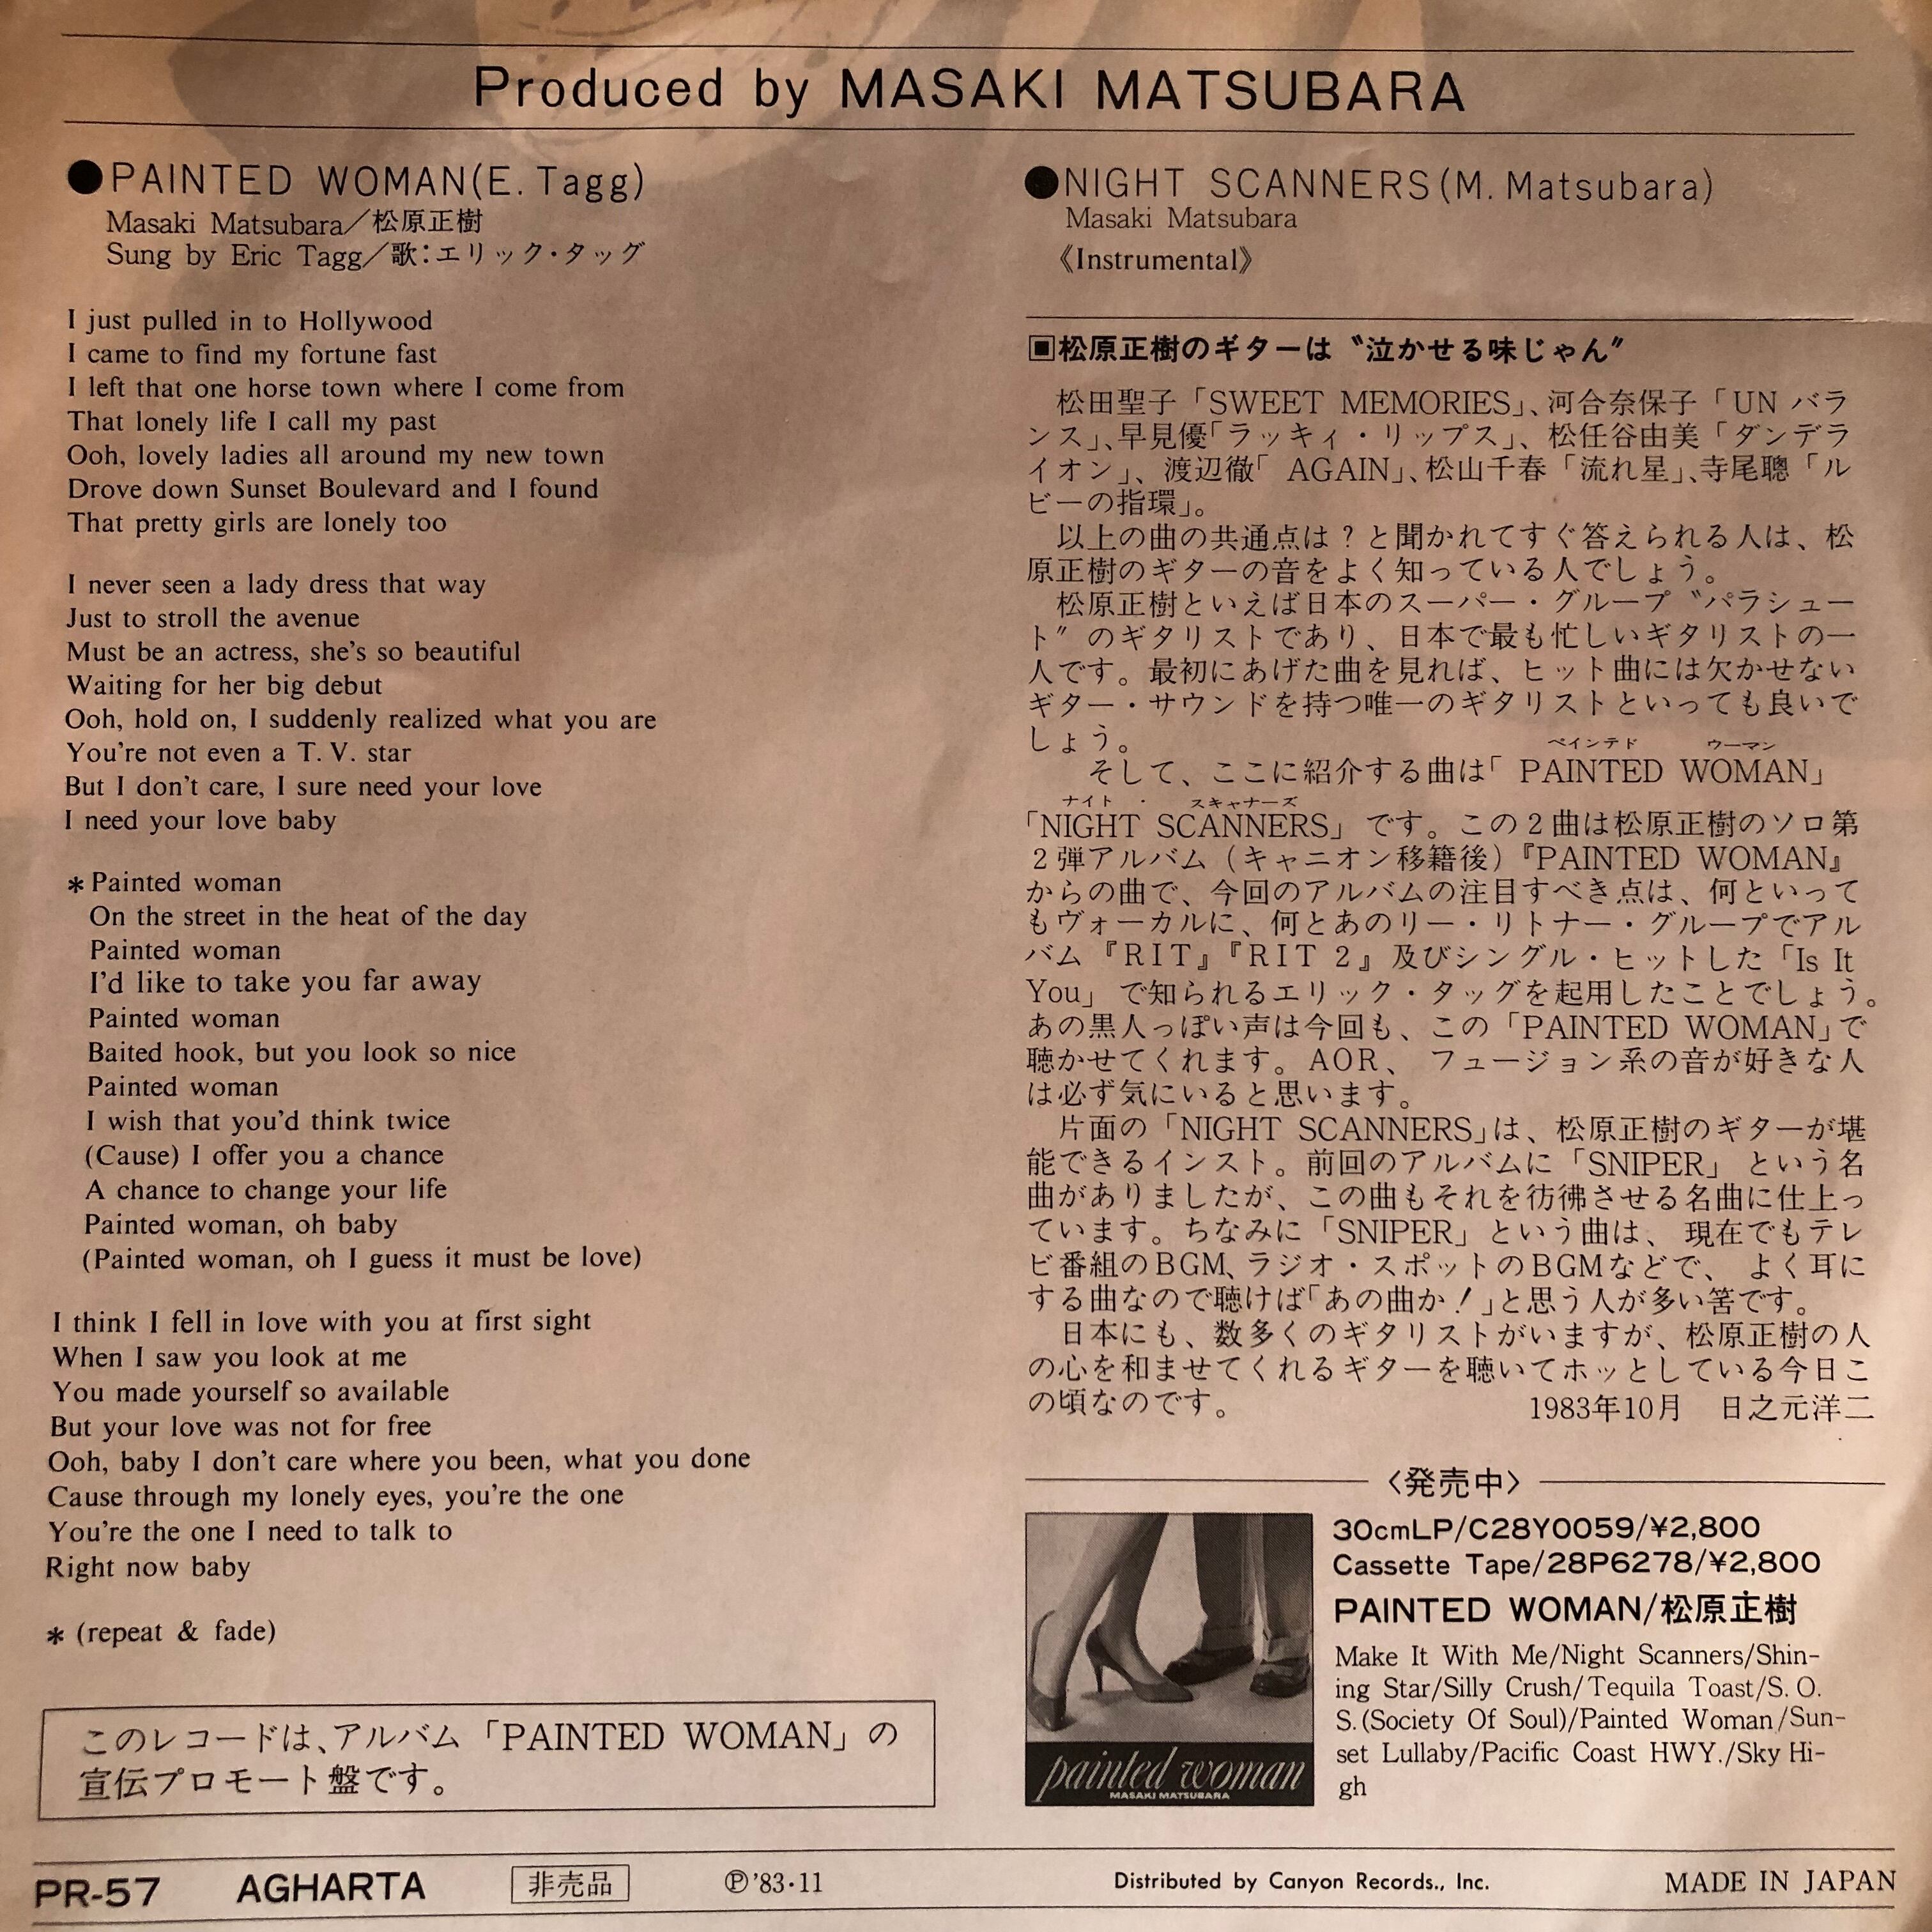 Produced by MASAKI MATSUBARA
●PAINTED WOMAN(E. Tagg)
Masaki Matsubara/松原正樹
Sung by Eric Tagg/歌:エリック・タッグ
I just pulled in to Hollywood
I came to find my fortune fast
I left that one horse town where I come from
That lonely life I call my past
Ooh, lovely ladies all around my new town
Drove down Sunset Boulevard and I found
That pretty girls are lonely too
I never seen a lady dress that way
Just to stroll the avenue
Must be an actress, she's so beautiful
Waiting for her big debut
Ooh, hold on, I suddenly realized what you are
You're not even a T. V. star
But I don't care, I sure need your love
I need your love baby
* Painted woman
On the street in the heat of the day
Painted woman
I'd like to take you far away
Painted woman
Baited hook, but you look so nice
Painted woman
I wish that you'd think twice
(Cause) I offer you a chance
A chance to change your life
Painted woman, oh baby
(Painted woman, oh I guess it must be love)
I think I fell in love with you at first sight
When I saw you look at me
You made yourself so available
But your love was not for free
Ooh, baby I don't care where you been, what you done
Cause through my lonely eyes, you're the one
You're the one I need to talk to
Right now baby
* (repeat & fade)
このレコードは、アルバム「PAINTED WOMAN」の
宣伝プロモート盤です。
●NIGHT SCANNERS(M. Matsubara)
Masaki Matsubara
《Instrumental》
▣松原正樹のギターは〝泣かせる味じゃん〞
松田聖子「SWEET MEMORIES」、河合奈保子「UN バラ
ンス」、早見優「ラッキィ・リップス」、松任谷由美「ダンデラ
イオン」、渡辺徹「 AGAIN」、松山千春「流れ星」、寺尾聰「ル
ビーの指環」。
以上の曲の共通点は?と聞かれてすぐ答えられる人は、松
原正樹のギターの音をよく知っている人でしょう。
松原正樹といえば日本のスーパー・グループ〝パラシュー
ト〞のギタリストであり、日本で最も忙しいギタリストの一
人です。最初にあげた曲を見れば、ヒット曲には欠かせない
ギター・サウンドを持つ唯一のギタリストといっても良いで
しょう。
ペインテド ウーマン
そして、ここに紹介する曲は「 PAINTED WOMAN」
ナイト ・ スキャナーズ
「NIGHT SCANNERS」です。この2曲は松原正樹のソロ第
2弾アルバム(キャニオン移籍後)『PAINTED WOMAN』
からの曲で、今回のアルバムの注目すべき点は、何といって
もヴォーカルに、何とあのリー・リトナー・グループでアル
バム『RIT』『RIT 2』及びシングル・ヒットした「Is It
You」で知られるエリック・タッグを起用したことでしょう。
あの黒人っぽい声は今回も、この「PAINTED WOMAN」で
聴かせてくれます。AOR、 フュージョン系の音が好きな人
は必ず気にいると思います。
片面の「NIGHT SCANNERS」は、松原正樹のギターが堪
能できるインスト。前回のアルバムに「SNIPER」という名
曲がありましたが、この曲もそれを彷彿させる名曲に仕上っ
ています。ちなみに「SNIPER」という曲は、現在でもテレ
ビ番組のBGM、ラジオ・スポットのBGMなどで、 よく耳に
する曲なので聴けば「あの曲か!」と思う人が多い筈です。
日本にも、数多くのギタリストがいますが、松原正樹の人
の心を和ませてくれるギターを聴いてホッとしている今日こ
の頃なのです。 1983年10月 日之元洋二
〈発売中〉
30cmLP/C28Y0059/¥2,800
Cassette Tape/28P6278/¥2,800
PAINTED WOMAN/松原正樹
Make It With Me/Night Scanners/Shin-
ing Star/Silly Crush/Tequila Toast/S. O.
S.(Society Of Soul)/Painted Woman/Sun-
set Lullaby/Pacific Coast HWY./Sky Hi-
gh
painted woman
MASAKI MATSUBARA
PR-57 AGHARTA 非売品 Ⓟ'83・11 Distributed by Canyon Records., Inc. MADE IN JAPAN